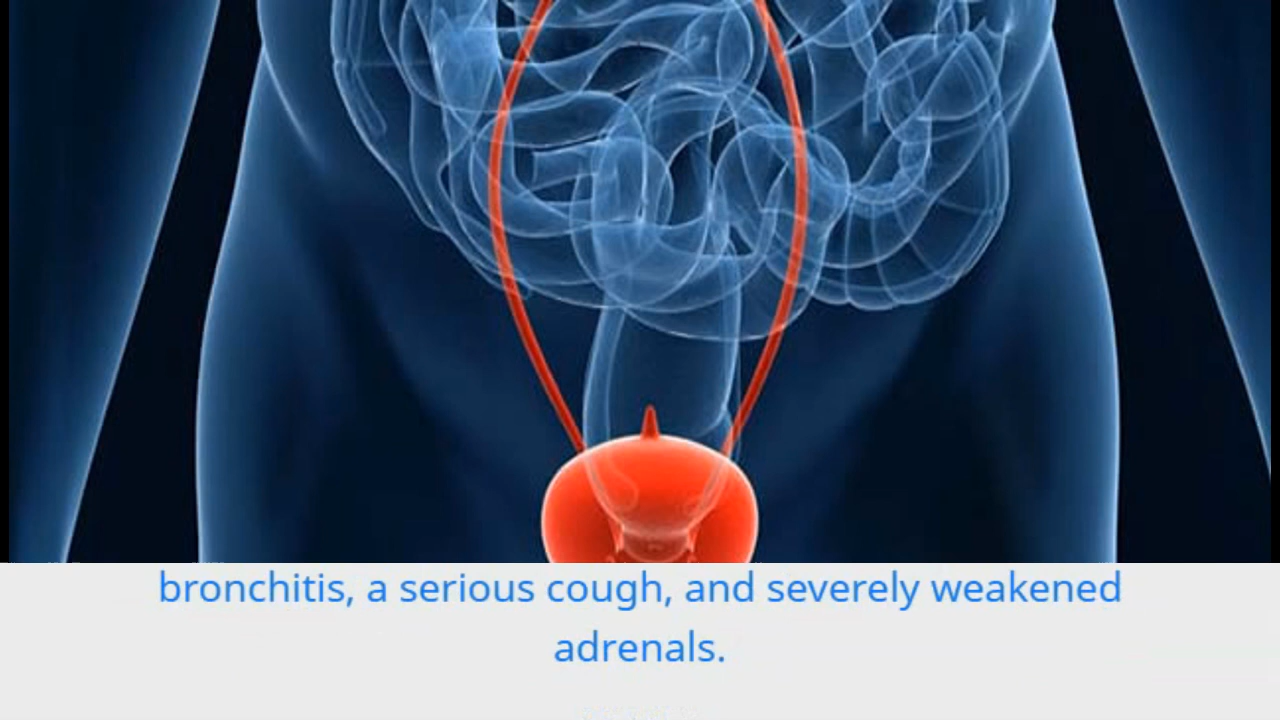 bronchitis, a serious cough, and severely weakened
adrenals.